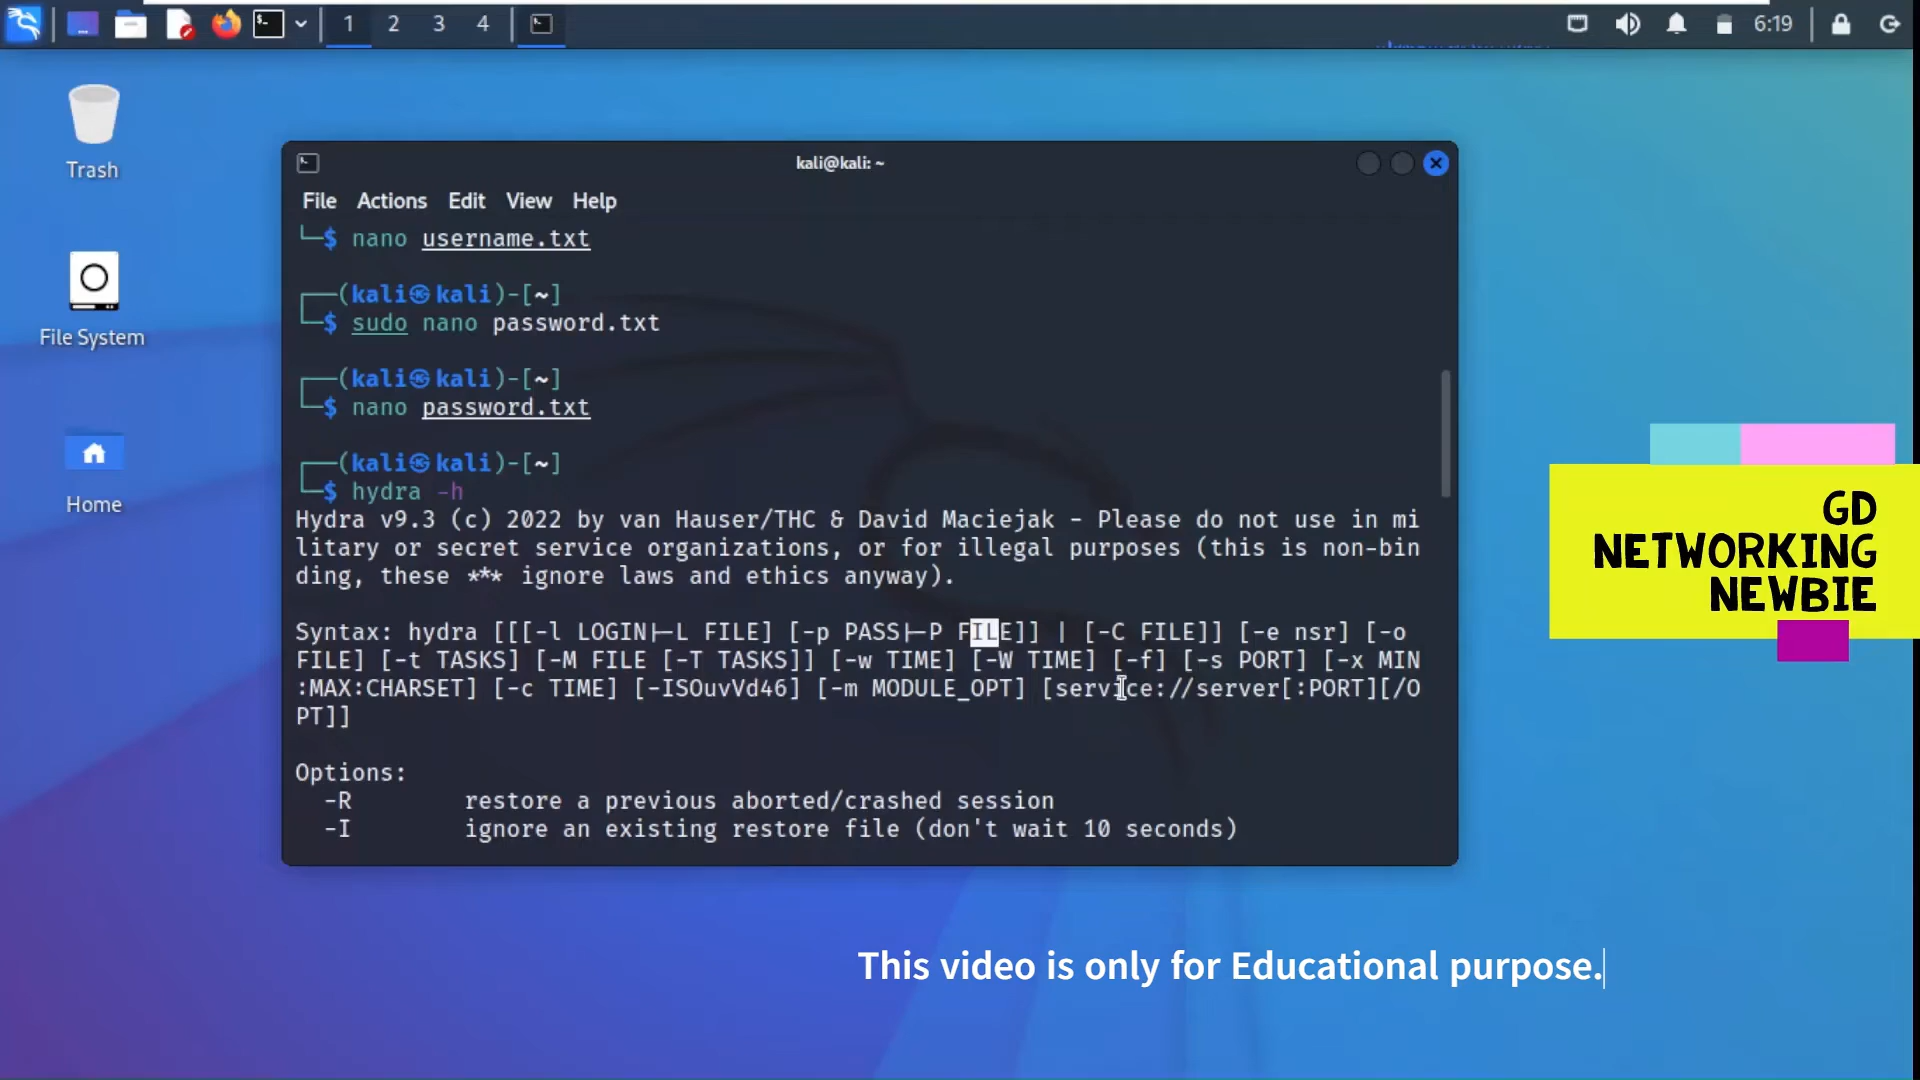 1 2 3 4 6:19
Trash
File System
Home
kali@kali: ~
File Actions Edit View Help
└─$ nano username.txt
┌──(kali㉿kali)-[~]
└─$ sudo nano password.txt
┌──(kali㉿kali)-[~]
└─$ nano password.txt
┌──(kali㉿kali)-[~]
└─$ hydra -h
Hydra v9.3 (c) 2022 by van Hauser/THC & David Maciejak - Please do not use in mi
litary or secret service organizations, or for illegal purposes (this is non-bin
ding, these *** ignore laws and ethics anyway).
Syntax: hydra [[[-l LOGIN|-L FILE] [-p PASS|-P FILE]] | [-C FILE]] [-e nsr] [-o
FILE] [-t TASKS] [-M FILE [-T TASKS]] [-w TIME] [-W TIME] [-f] [-s PORT] [-x MIN
:MAX:CHARSET] [-c TIME] [-ISOuvVd46] [-m MODULE_OPT] [service://server[:PORT][/O
PT]]
Options:
-R restore a previous aborted/crashed session
-I ignore an existing restore file (don't wait 10 seconds)
GD
NETWORKING
NEWBIE
This video is only for Educational purpose.